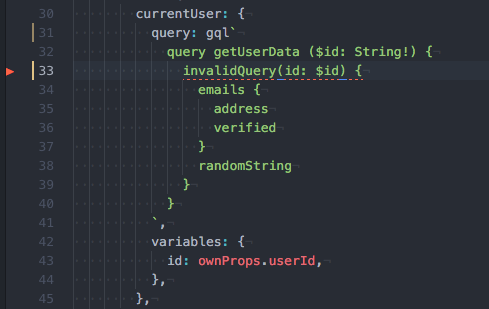 30 currentUser: {
31 query: gql`
32 query getUserData ($id: String!) {
33 invalidQuery(id: $id) {
34 emails {
35 address
36 verified
37 }
38 randomString
39 }
40 }
41 `,
42 variables: {
43 id: ownProps.userId,
44 },
45 },